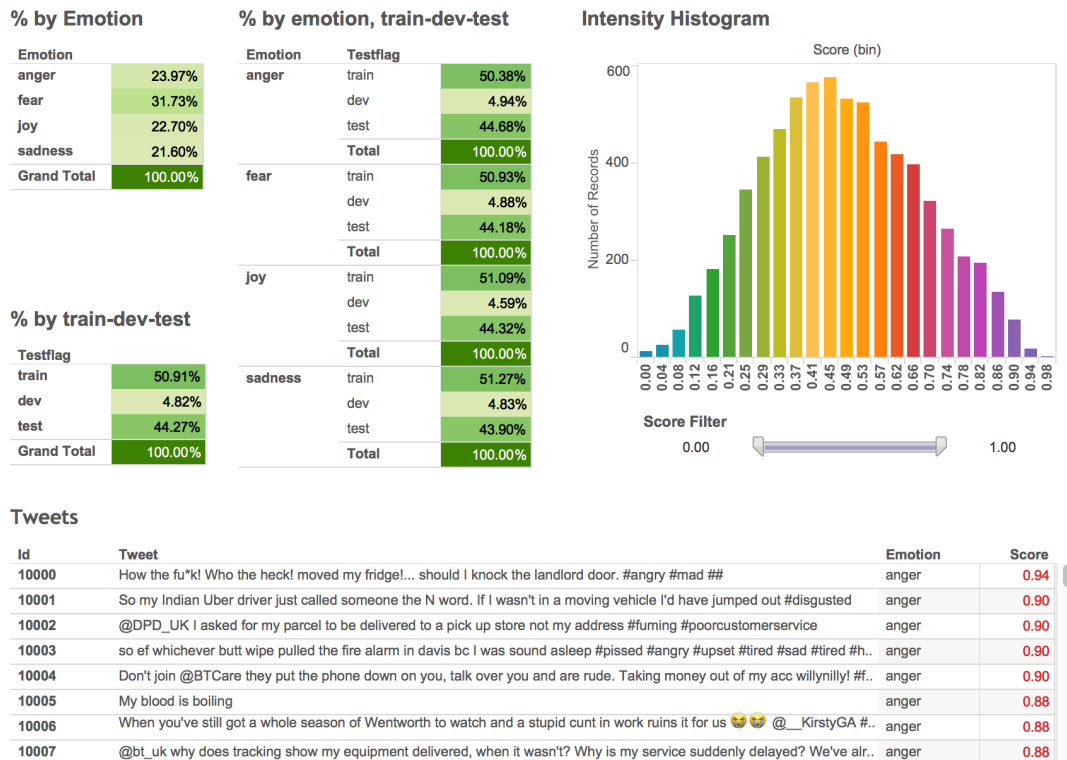 % by Emotion
Emotion
anger 23.97%
fear 31.73%
joy 22.70%
sadness 21.60%
Grand Total 100.00%
% by train-dev-test
Testflag
train 50.91%
dev 4.82%
test 44.27%
Grand Total 100.00%
% by emotion, train-dev-test
Emotion Testflag
anger train 50.38%
dev 4.94%
test 44.68%
Total 100.00%
fear train 50.93%
dev 4.88%
test 44.18%
Total 100.00%
joy train 51.09%
dev 4.59%
test 44.32%
Total 100.00%
sadness train 51.27%
dev 4.83%
test 43.90%
Total 100.00%
Intensity Histogram
Score (bin)
Number of Records
600
400
200
0
0.00 0.04 0.08 0.12 0.16 0.21 0.25 0.29 0.33 0.37 0.41 0.45 0.49 0.53 0.57 0.62 0.66 0.70 0.74 0.78 0.82 0.86 0.90 0.94 0.98
Score Filter
0.00 1.00
Tweets
Id Tweet Emotion Score
10000 How the fu*k! Who the heck! moved my fridge!... should I knock the landlord door. #angry #mad ## anger 0.94
10001 So my Indian Uber driver just called someone the N word. If I wasn't in a moving vehicle I'd have jumped out #disgusted anger 0.90
10002 @DPD_UK I asked for my parcel to be delivered to a pick up store not my address #fuming #poorcustomerservice anger 0.90
10003 so ef whichever butt wipe pulled the fire alarm in davis bc I was sound asleep #pissed #angry #upset #tired #sad #tired #h.. anger 0.90
10004 Don't join @BTCare they put the phone down on you, talk over you and are rude. Taking money out of my acc willynilly! #f.. anger 0.90
10005 My blood is boiling anger 0.88
10006 When you've still got a whole season of Wentworth to watch and a stupid cunt in work ruins it for us 😭😭 @__KirstyGA #.. anger 0.88
10007 @bt_uk why does tracking show my equipment delivered, when it wasn't? Why is my service suddenly delayed? We've alr.. anger 0.88